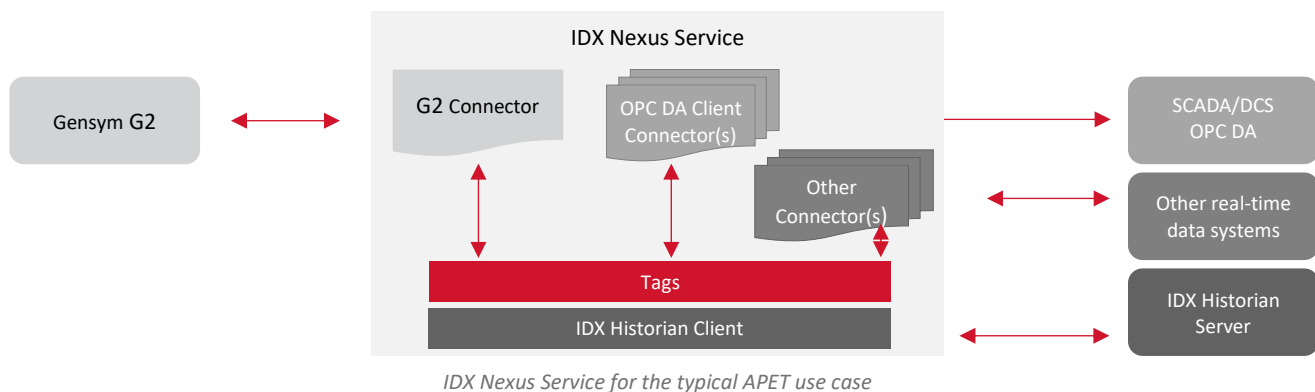 IDX Nexus Service
Gensym G2
G2 Connector
OPC DA Client
Connector(s)
Other
Connector(s)
Tags
IDX Historian Client
SCADA/DCS
OPC DA
Other real-time
data systems
IDX Historian
Server
IDX Nexus Service for the typical APET use case